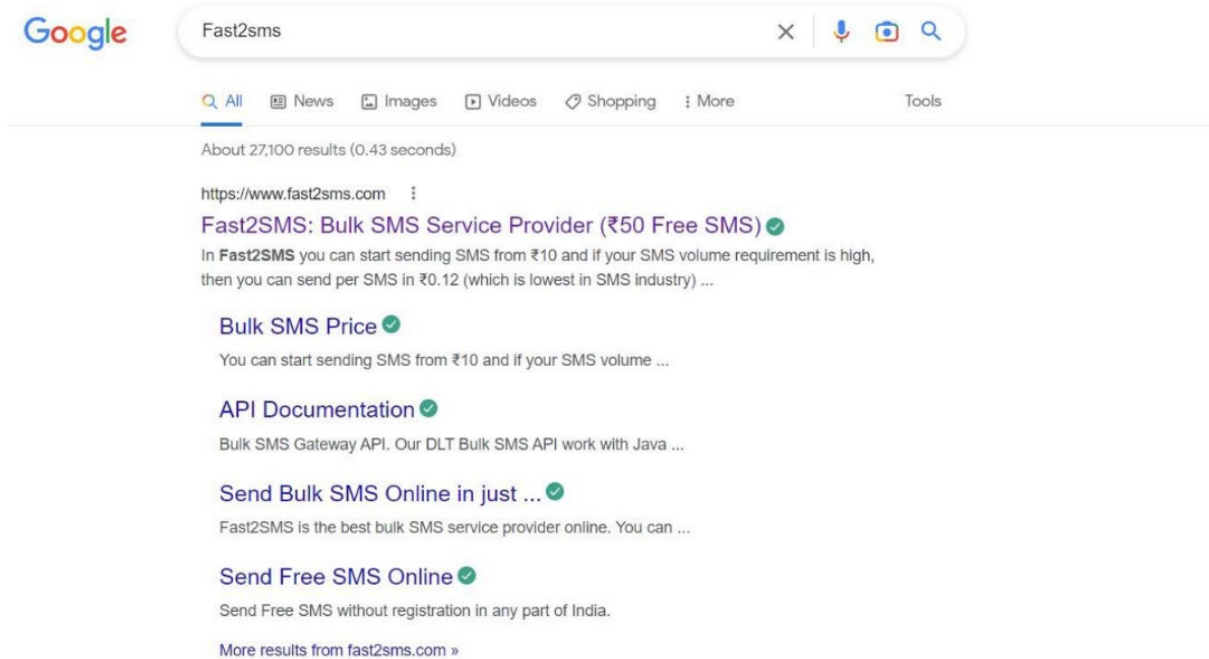 Google
Fast2sms
All News Images Videos Shopping More Tools
About 27,100 results (0.43 seconds)
https://www.fast2sms.com
Fast2SMS: Bulk SMS Service Provider (₹50 Free SMS)
In Fast2SMS you can start sending SMS from ₹10 and if your SMS volume requirement is high,
then you can send per SMS in ₹0.12 (which is lowest in SMS industry) ...
Bulk SMS Price
You can start sending SMS from ₹10 and if your SMS volume ...
API Documentation
Bulk SMS Gateway API. Our DLT Bulk SMS API work with Java ...
Send Bulk SMS Online in just ...
Fast2SMS is the best bulk SMS service provider online. You can ...
Send Free SMS Online
Send Free SMS without registration in any part of India.
More results from fast2sms.com »